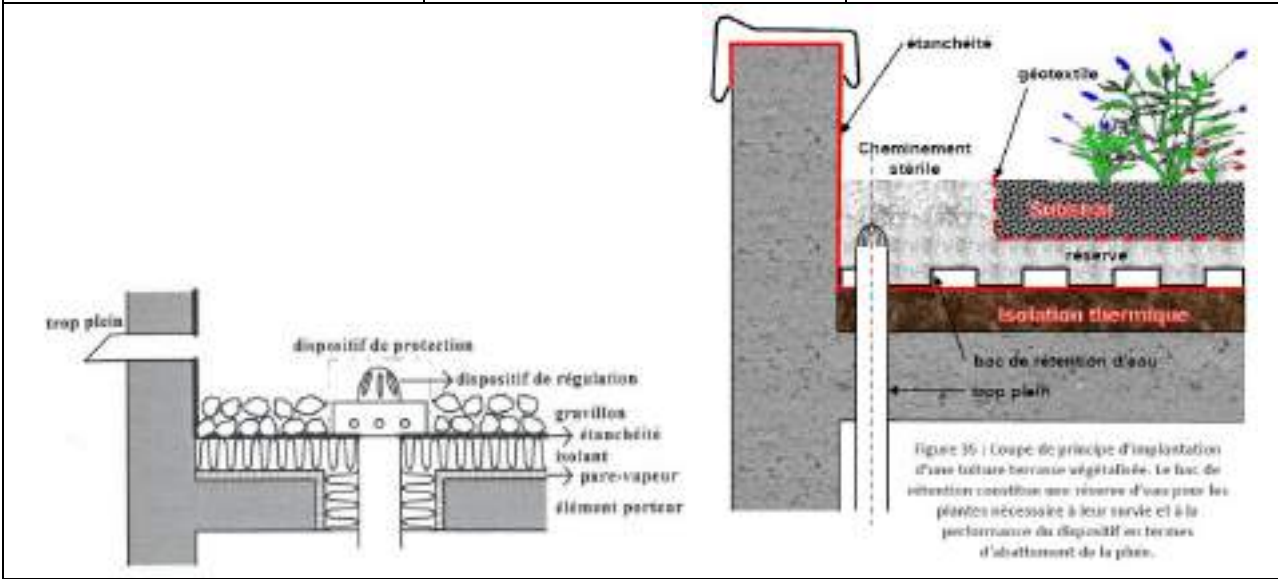 trop plein
dispositif de protection
dispositif de régulation
gravillon
étanchéité
isolant
pare-vapeur
élément porteur
étanchéité
géotextile
Cheminement
stérile
Substrat
réserve
Isolation thermique
bac de rétention d'eau
trop plein
Figure 35 : Coupe de principe d'implantation
d'une toiture terrasse végétalisée. Le bac de
rétention constitue une réserve d'eau pour les
plantes nécessaire à leur survie et à la
performance du dispositif en termes
d'abattement de la pluie.